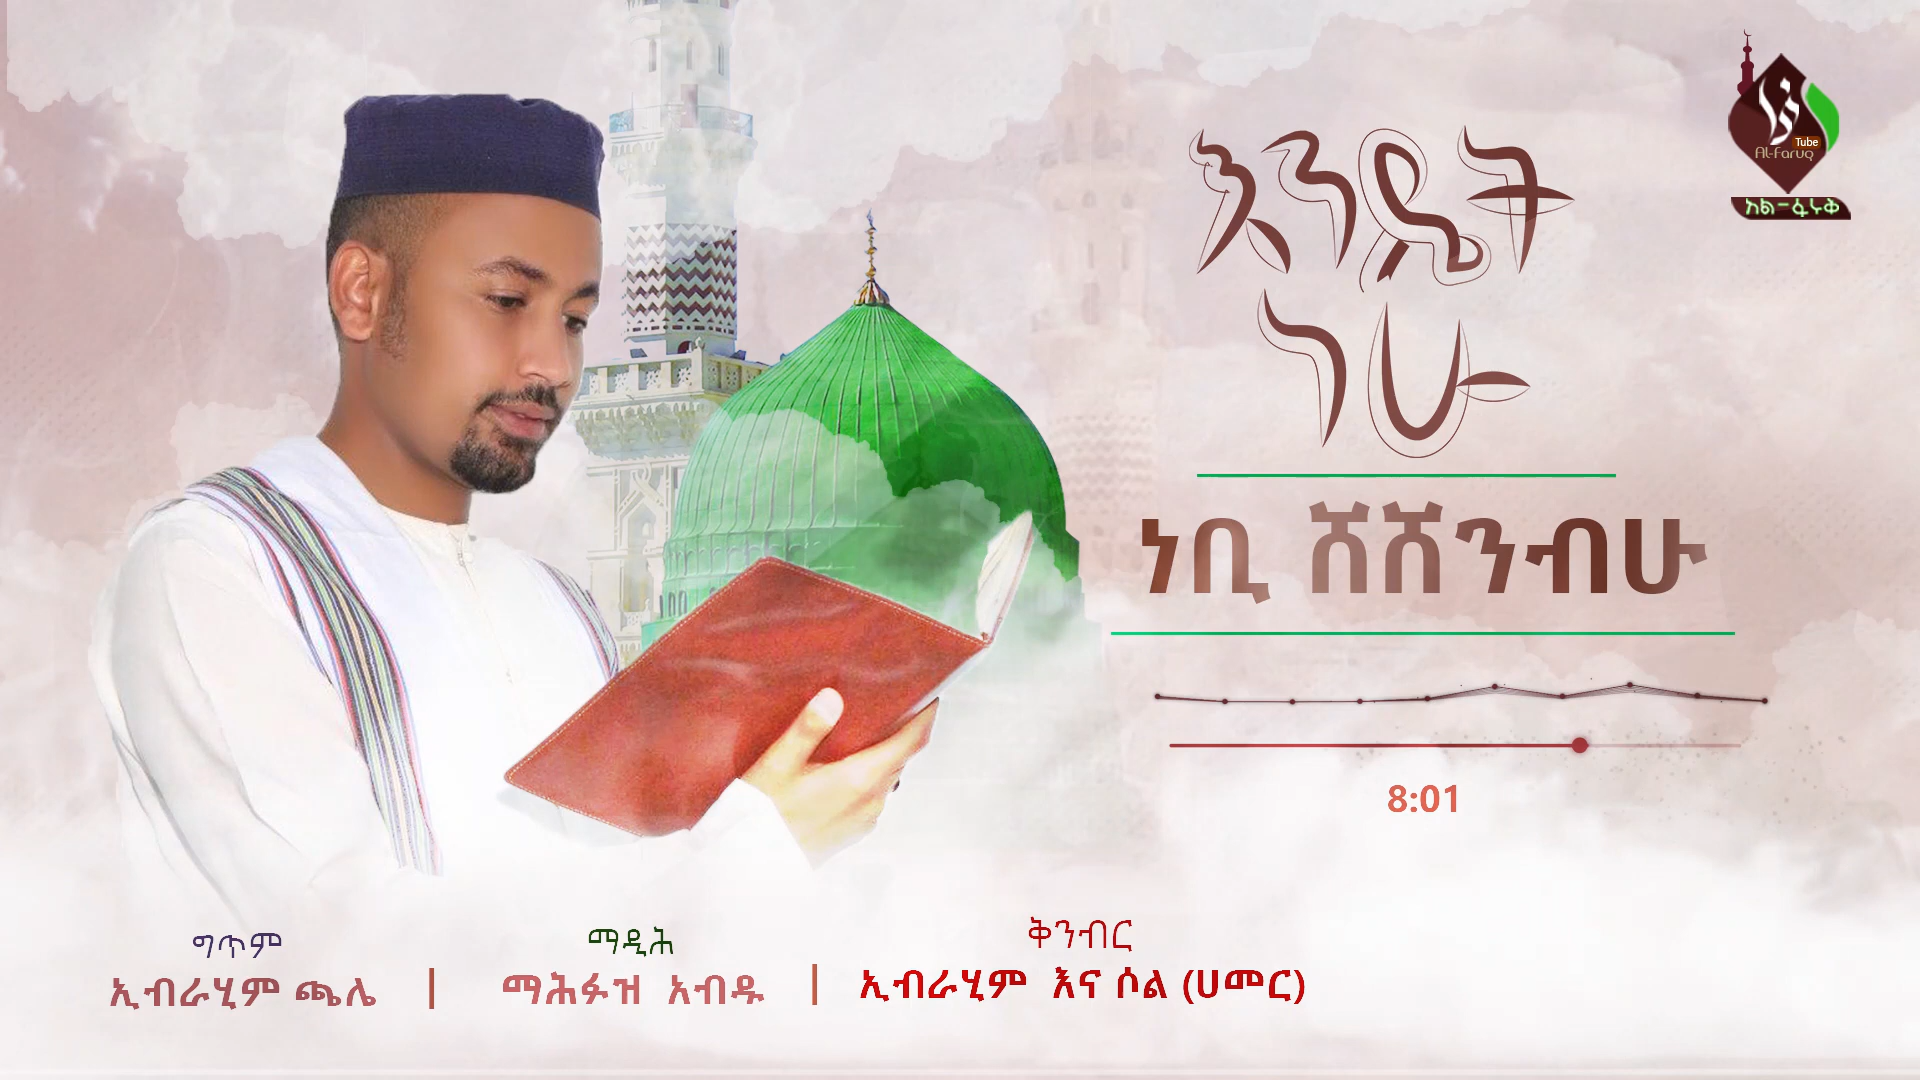 እንዴት
ነሁ
ነቢ ሸሸንብሁ
8:01
Tube
Al-Faruq
አል-ፋሩቅ
ግጥም
ኢብራሂም ጫሌ
ማዲሕ
ማሕፉዝ አብዱ
ቅንብር
ኢብራሂም እና ሶል (ሀመር)